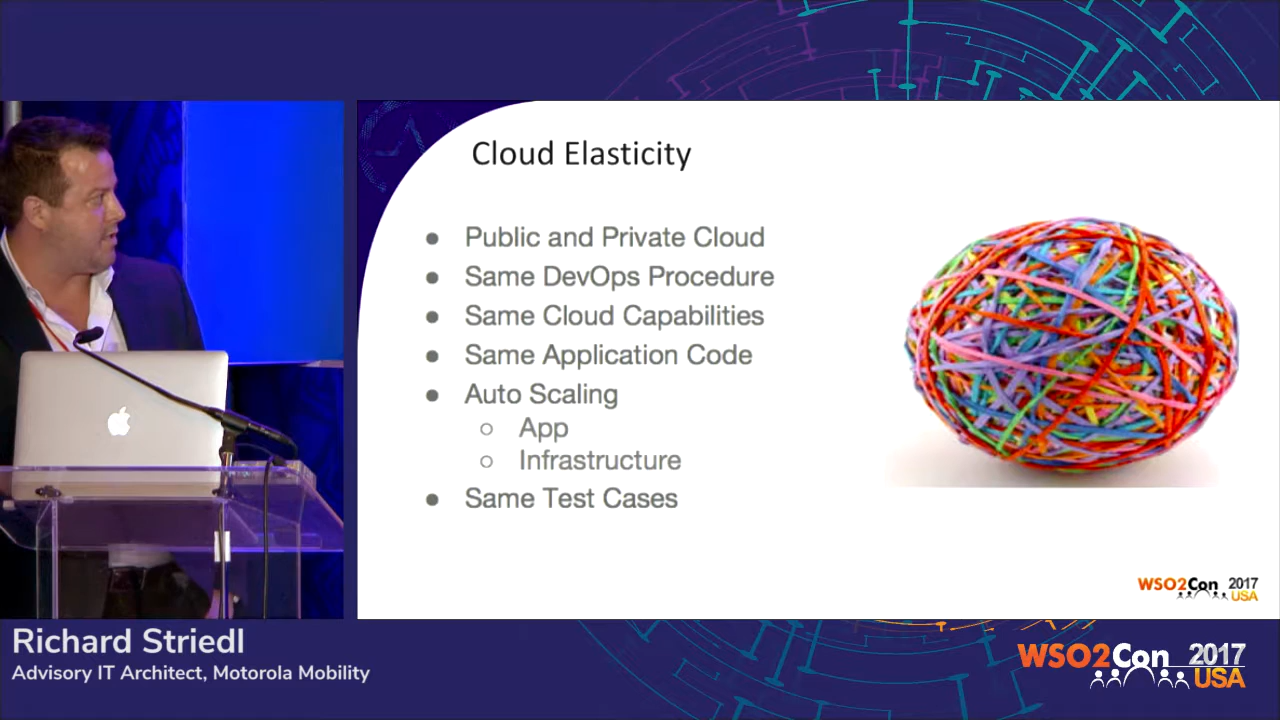 Cloud Elasticity
● Public and Private Cloud
● Same DevOps Procedure
● Same Cloud Capabilities
● Same Application Code
● Auto Scaling
○ App
○ Infrastructure
● Same Test Cases
WSO2Con 2017
USA
Richard Striedl
Advisory IT Architect, Motorola Mobility
WSO2Con 2017
USA